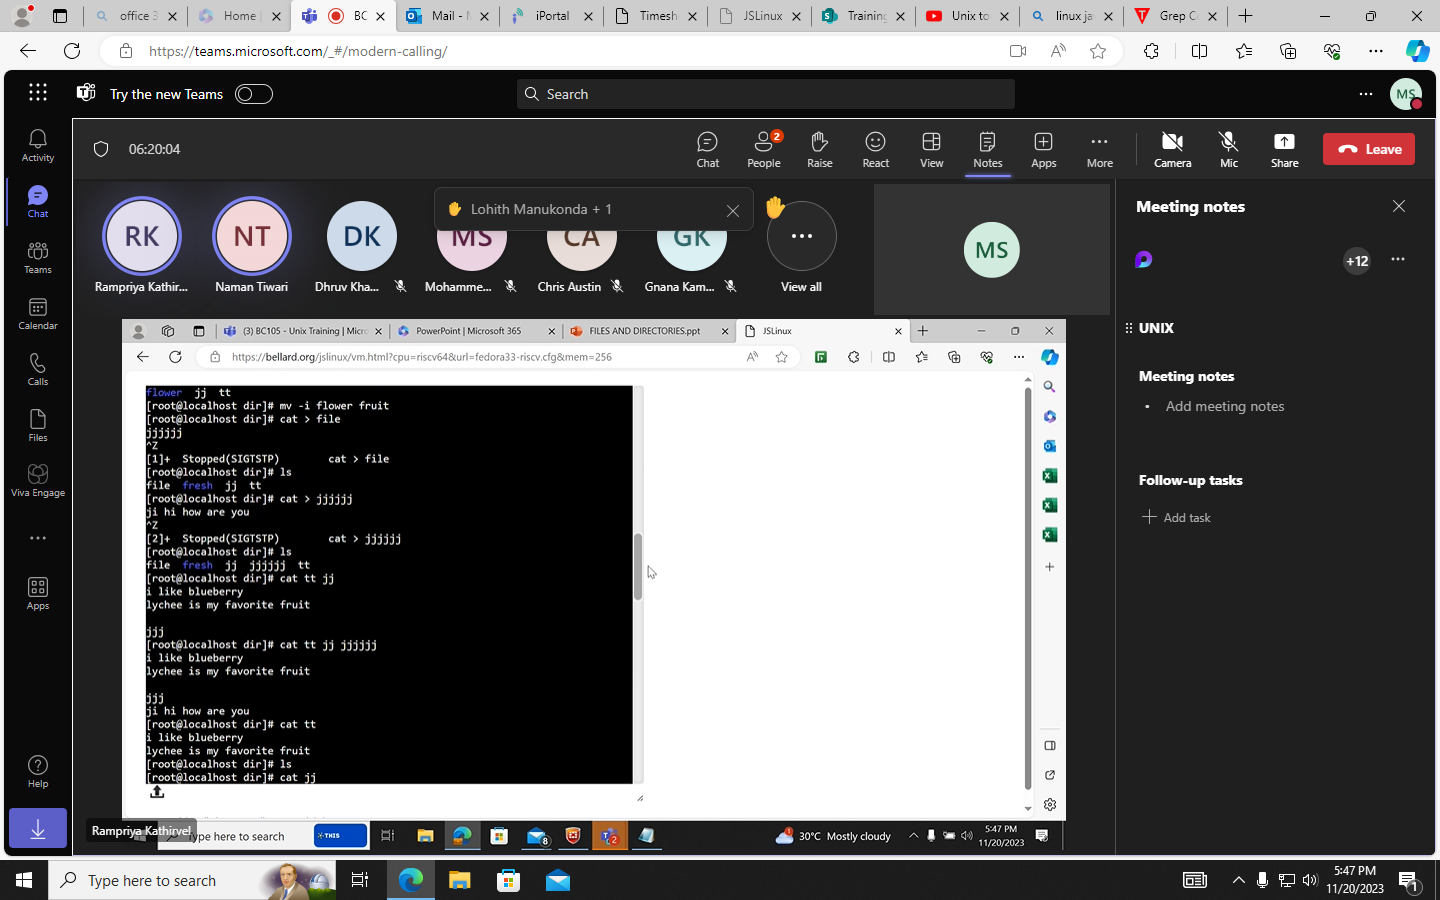 office 3
Home |
BC
Mail - M
iPortal
Timeshe
JSLinux
Training
Unix to
linux ja
Grep Co
https://teams.microsoft.com/_#/modern-calling/
Try the new Teams
Search
MS
Activity
Chat
Teams
Calendar
Calls
Files
Viva Engage
Apps
Help
06:20:04
Chat
People
2
Raise
React
View
Notes
Apps
More
Camera
Mic
Share
Leave
Lohith Manukonda + 1
RK
NT
DK
MS
CA
GK
MS
Rampriya Kathir...
Naman Tiwari
Dhruv Kha...
Mohamme...
Chris Austin
Gnana Kam...
View all
Meeting notes
+12
UNIX
Meeting notes
Add meeting notes
Follow-up tasks
Add task
(3) BC105 - Unix Training | Micro
PowerPoint | Microsoft 365
FILES AND DIRECTORIES.ppt
JSLinux
https://bellard.org/jslinux/vm.html?cpu=riscv64&url=fedora33-riscv.cfg&mem=256
flower  jj  tt
[root@localhost dir]# mv -i flower fruit
[root@localhost dir]# cat > file
jjjjjj
^Z
[1]+  Stopped(SIGTSTP)        cat > file
[root@localhost dir]# ls
file  fresh  jj  tt
[root@localhost dir]# cat > jjjjjj
ji hi how are you
^Z
[2]+  Stopped(SIGTSTP)        cat > jjjjjj
[root@localhost dir]# ls
file  fresh  jj  jjjjjj  tt
[root@localhost dir]# cat tt jj
i like blueberry
lychee is my favorite fruit
jjj
[root@localhost dir]# cat tt jj jjjjjj
i like blueberry
lychee is my favorite fruit
jjj
ji hi how are you
[root@localhost dir]# cat tt
i like blueberry
lychee is my favorite fruit
[root@localhost dir]# ls
[root@localhost dir]# cat jj
Rampriya Kathirvel
ype here to search
THIS
8
2
30°C  Mostly cloudy
5:47 PM
11/20/2023
Type here to search
5:47 PM
11/20/2023
1